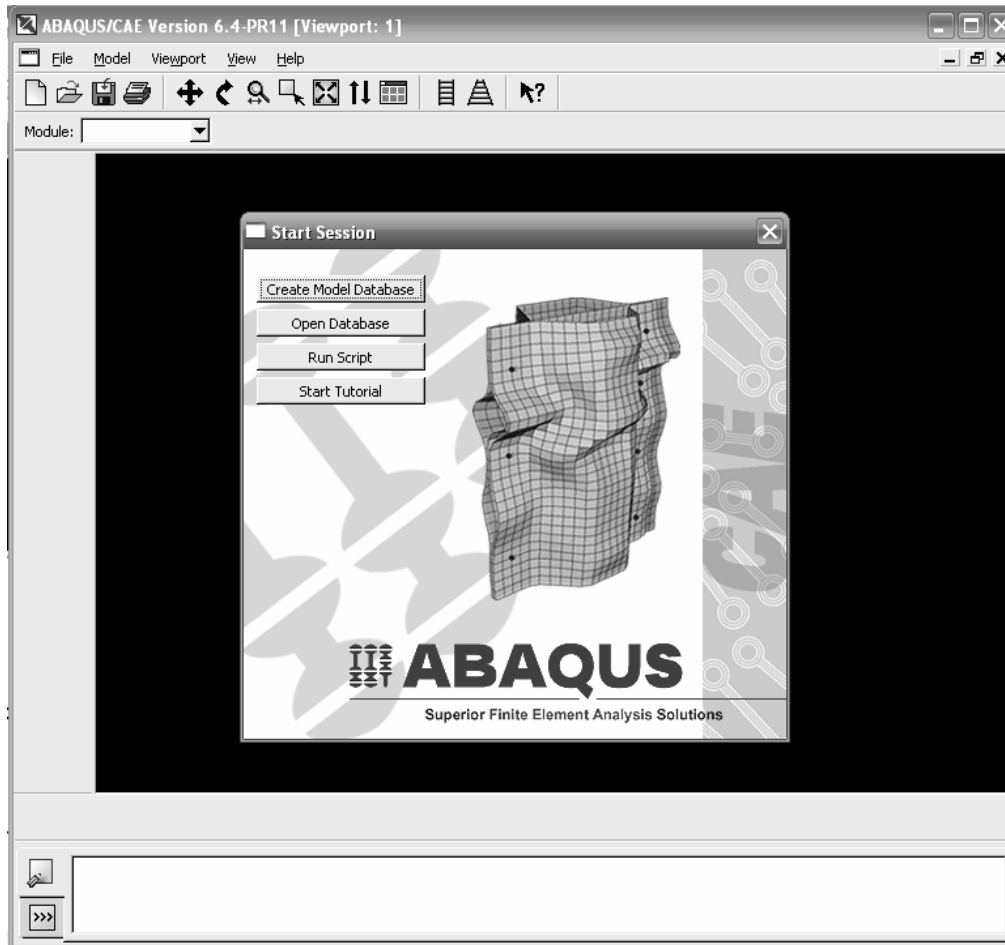 ABAQUS/CAE Version 6.4-PR11 [Viewport: 1]
File Model Viewport View Help
Module:
Start Session
Create Model Database
Open Database
Run Script
Start Tutorial
CAE
ABAQUS
Superior Finite Element Analysis Solutions
>>>